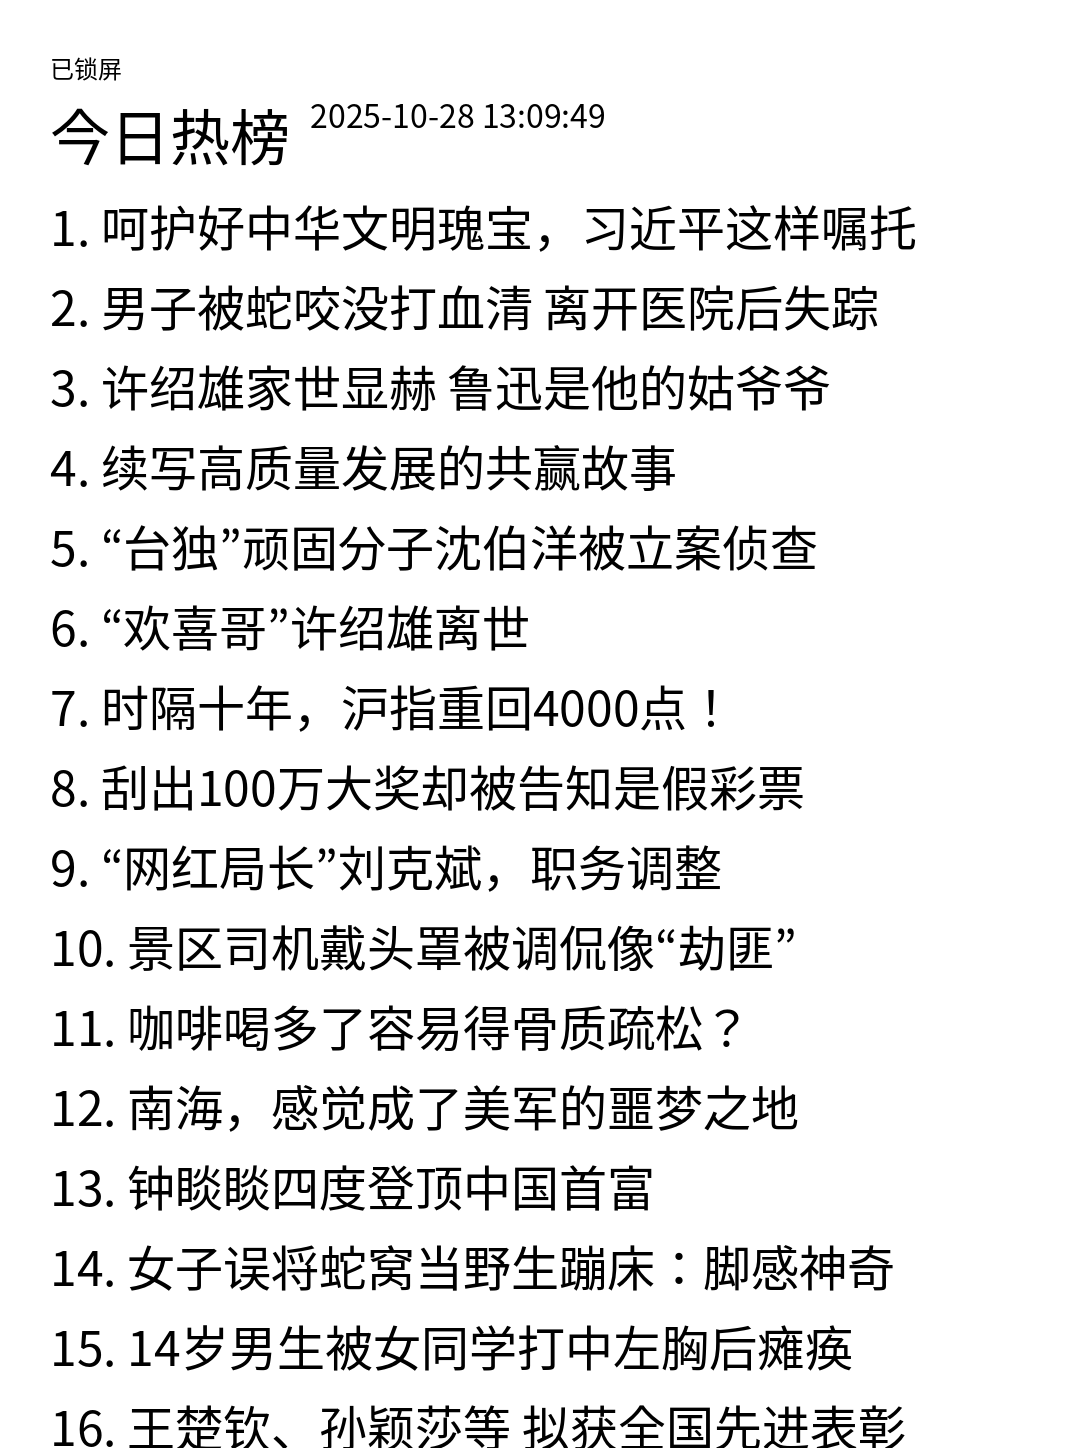 已锁屏
今日热榜 2025-10-28 13:09:49
1. 呵护好中华文明瑰宝，习近平这样嘱托
2. 男子被蛇咬没打血清 离开医院后失踪
3. 许绍雄家世显赫 鲁迅是他的姑爷爷
4. 续写高质量发展的共赢故事
5. “台独”顽固分子沈伯洋被立案侦查
6. “欢喜哥”许绍雄离世
7. 时隔十年，沪指重回4000点！
8. 刮出100万大奖却被告知是假彩票
9. “网红局长”刘克斌，职务调整
10. 景区司机戴头罩被调侃像“劫匪”
11. 咖啡喝多了容易得骨质疏松？
12. 南海，感觉成了美军的噩梦之地
13. 钟睒睒四度登顶中国首富
14. 女子误将蛇窝当野生蹦床：脚感神奇
15. 14岁男生被女同学打中左胸后瘫痪
16. 王楚钦、孙颖莎等 拟获全国先进表彰